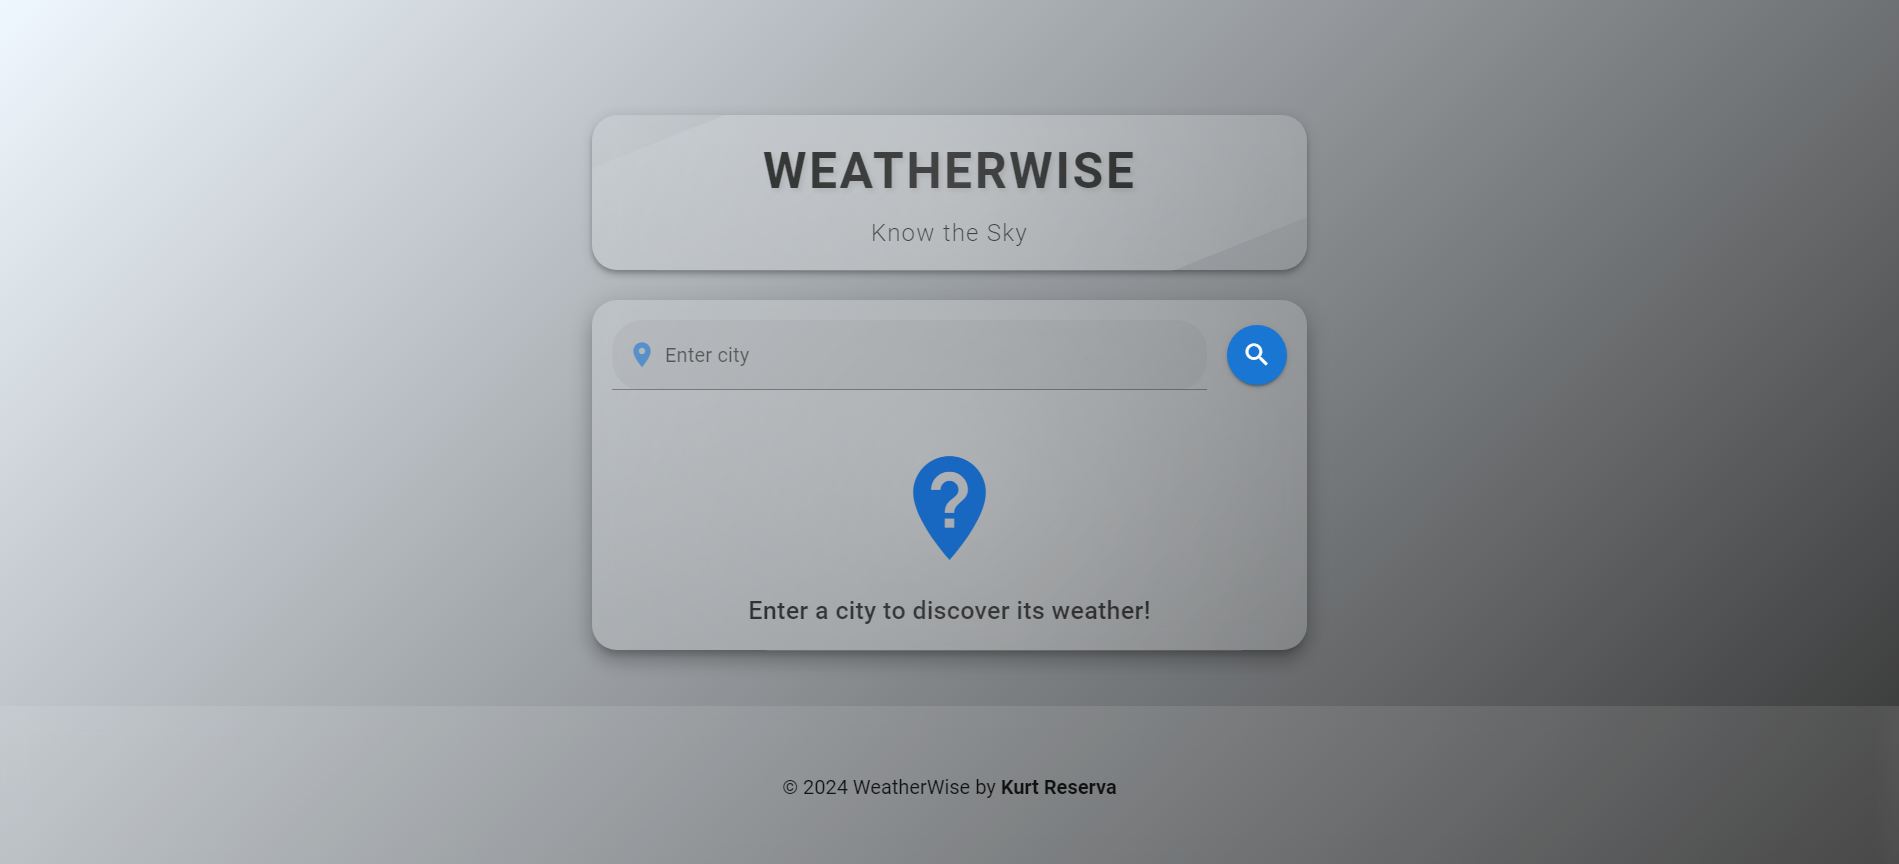 WEATHERWISE
Know the Sky
Enter city
?
Enter a city to discover its weather!
© 2024 WeatherWise by Kurt Reserva